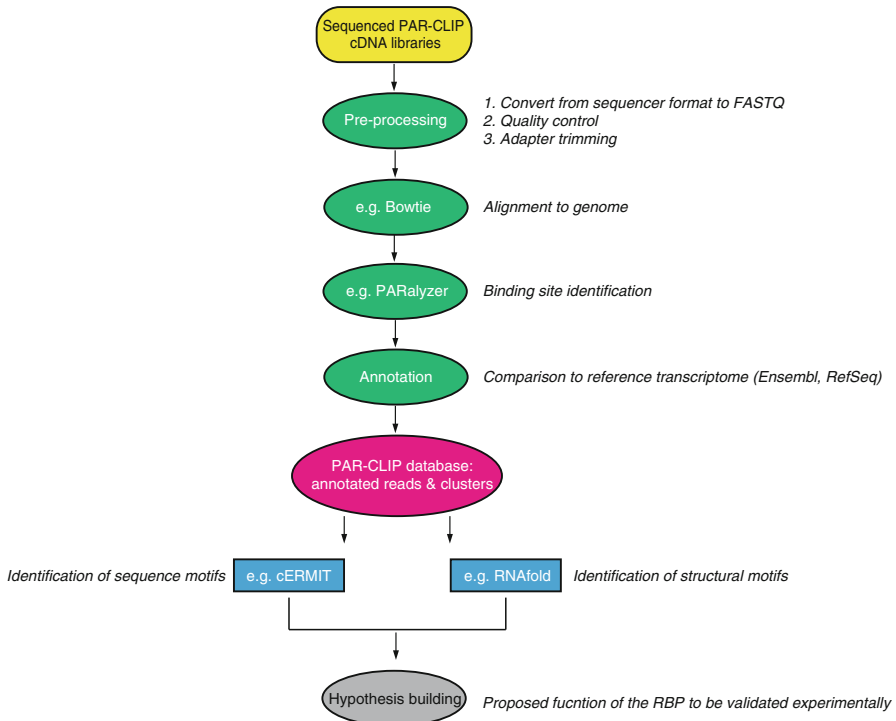 Sequenced PAR-CLIP
cDNA libraries
Pre-processing
1. Convert from sequencer format to FASTQ
2. Quality control
3. Adapter trimming
e.g. Bowtie
Alignment to genome
e.g. PARalyzer
Binding site identification
Annotation
Comparison to reference transcriptome (Ensembl, RefSeq)
PAR-CLIP database:
annotated reads & clusters
Identification of sequence motifs
e.g. cERMIT
e.g. RNAfold
Identification of structural motifs
Hypothesis building
Proposed fucntion of the RBP to be validated experimentally